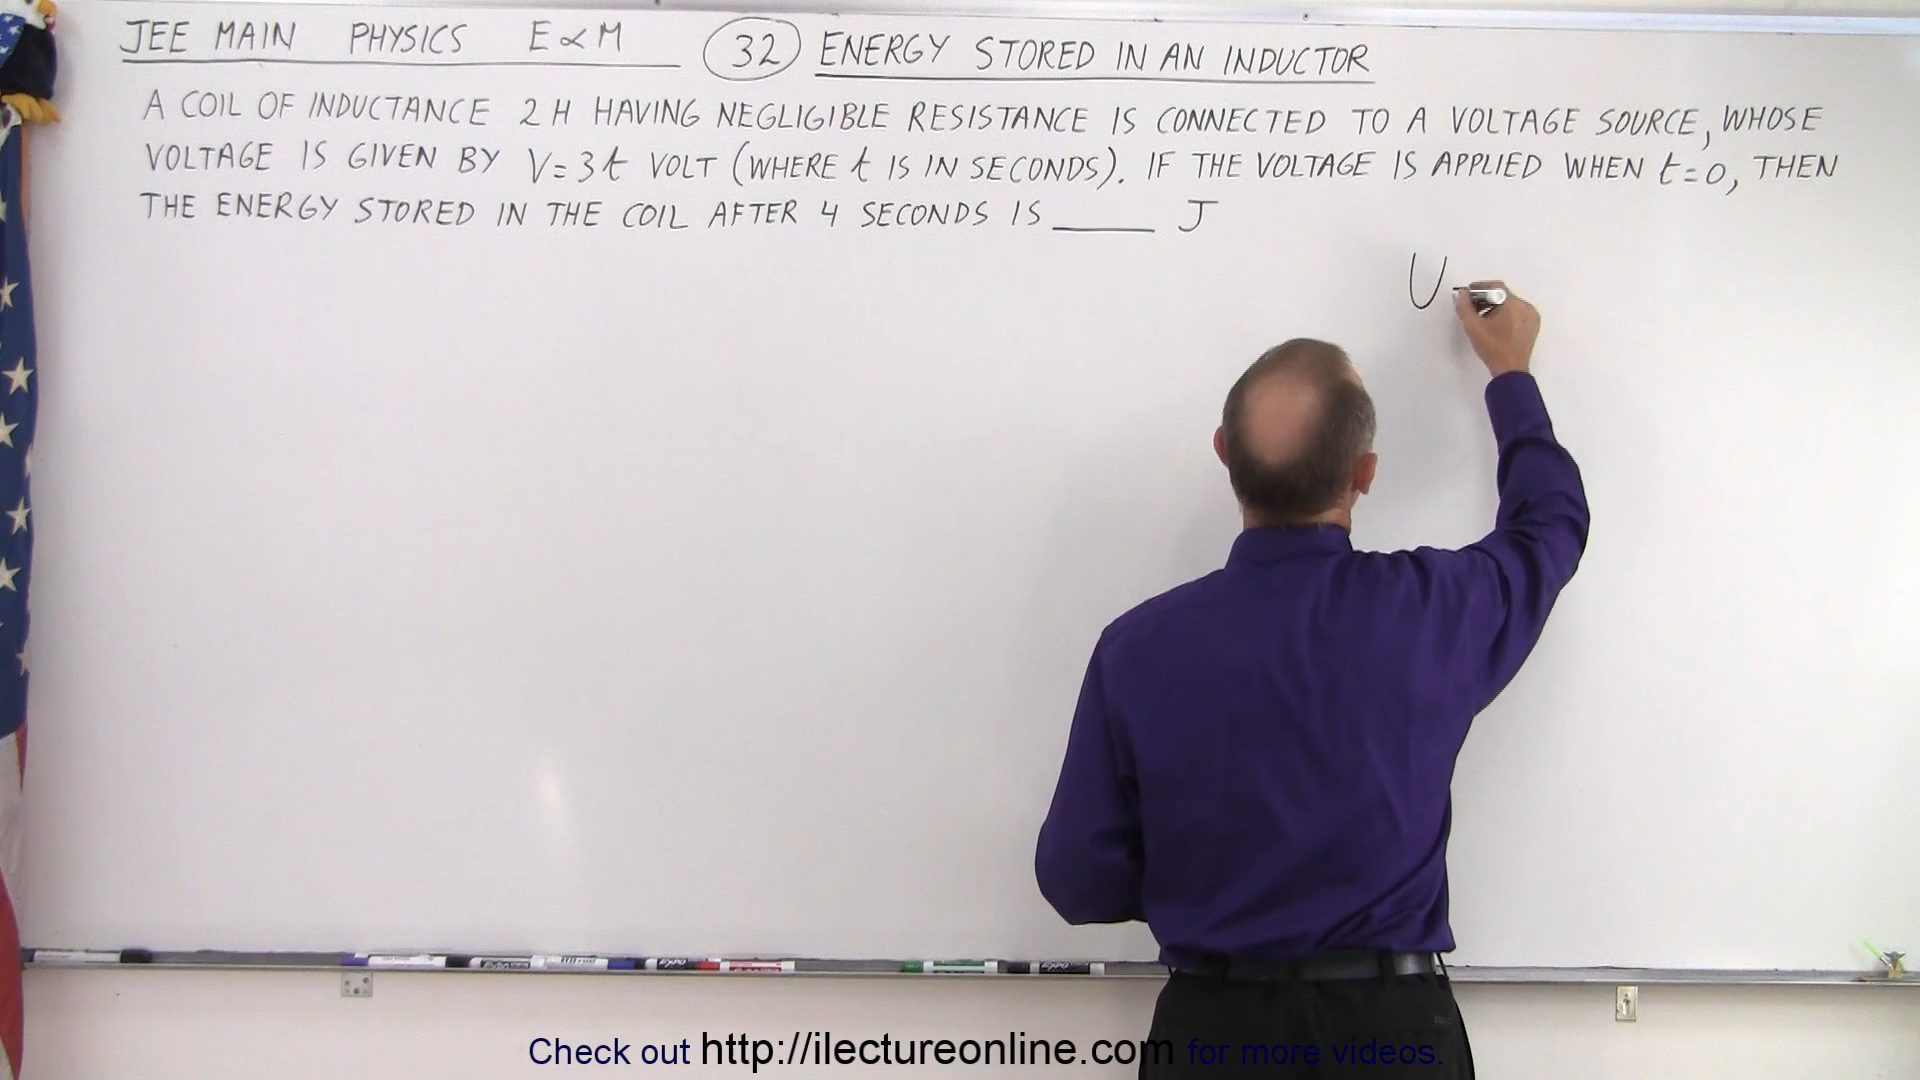 JEE MAIN PHYSICS E & M 32 ENERGY STORED IN AN INDUCTOR
A COIL OF INDUCTANCE 2 H HAVING NEGLIGIBLE RESISTANCE IS CONNECTED TO A VOLTAGE SOURCE, WHOSE
VOLTAGE IS GIVEN BY V=3t VOLT (WHERE t IS IN SECONDS). IF THE VOLTAGE IS APPLIED WHEN t=0, THEN
THE ENERGY STORED IN THE COIL AFTER 4 SECONDS IS ____ J
U
Check out http://ilectureonline.com for more videos.